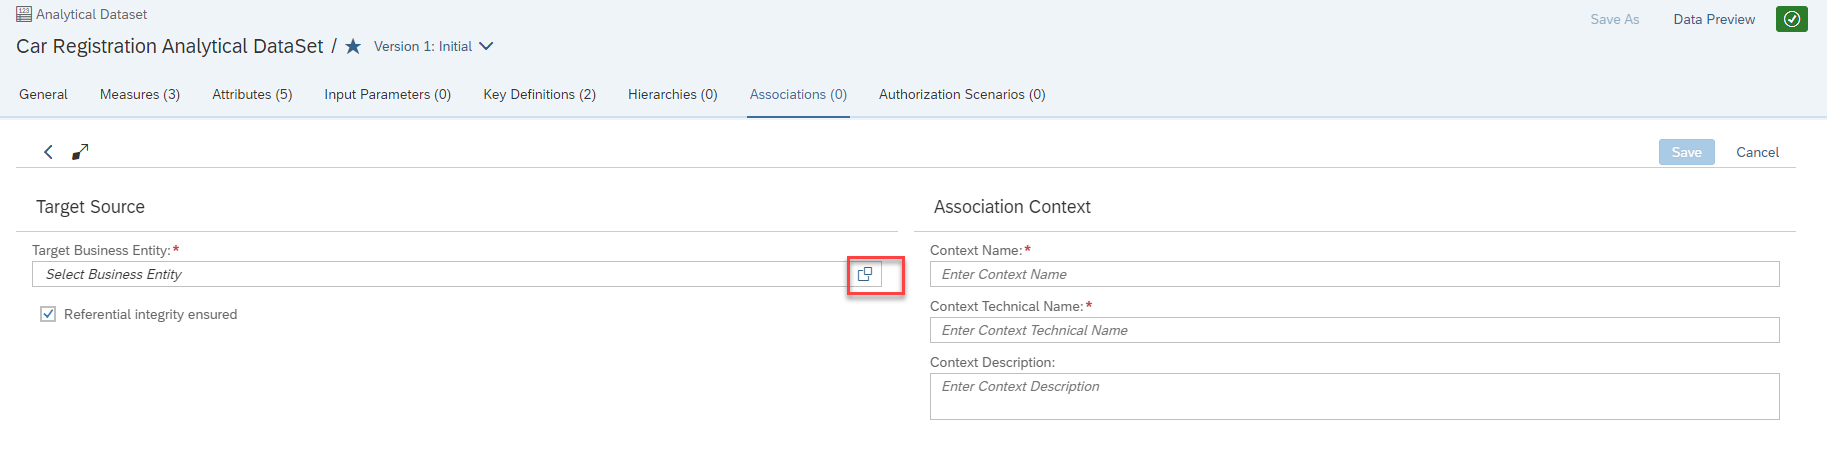 Analytical Dataset
Save As Data Preview
Car Registration Analytical DataSet / Version 1: Initial
General Measures (3) Attributes (5) Input Parameters (0) Key Definitions (2) Hierarchies (0) Associations (0) Authorization Scenarios (0)
Save Cancel
Target Source
Target Business Entity:*
Select Business Entity
Referential integrity ensured
Association Context
Context Name:*
Enter Context Name
Context Technical Name:*
Enter Context Technical Name
Context Description:
Enter Context Description